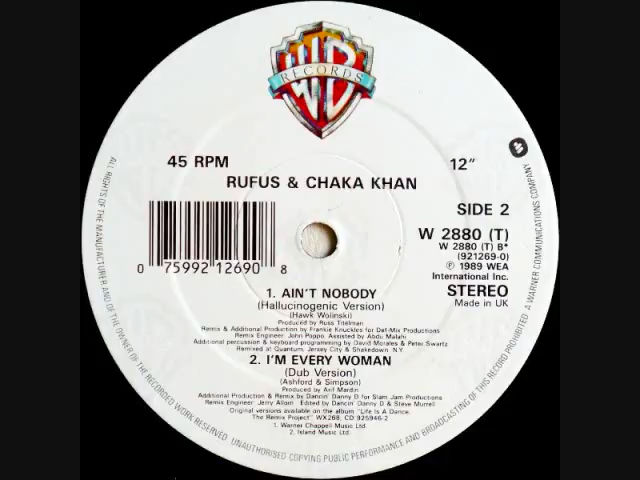 WB
RECORDS
45 RPM
12"
RUFUS & CHAKA KHAN
SIDE 2
W 2880 (T)
W 2880 (T) B*
(921269-0)
℗ 1989 WEA
International Inc.
STEREO
Made in UK
0 75992 12690 8
1. AIN'T NOBODY
(Hallucinogenic Version)
(Hawk Wolinski)
Produced by Russ Titelman
Remix & Additional Production by Frankie Knuckles for Def-Mix Productions
Remix Engineer: John Poppo. Assisted by Abdu Malahi.
Additional percussion & keyboard programming by David Morales & Peter Swartz
Remixed at Quantum, Jersey City & Shakedown, N.Y.
2. I'M EVERY WOMAN
(Dub Version)
(Ashford & Simpson)
Produced by Arif Mardin
Additional Production & Remix by Dancin' Danny D for Slam Jam Productions
Remix Engineer: Jerry Allain Edited by Dancin' Danny D & Steve Murrell
Original versions available on the album "Life Is A Dance,
The Remix Project" WX268, CD 925946-2
1. Warner Chappell Music Ltd.
2. Island Music Ltd.
ALL RIGHTS OF THE MANUFACTURER AND OF THE OWNER OF THE RECORDED WORK RESERVED. UNAUTHORISED COPYING PUBLIC PERFORMANCE AND BROADCASTING OF THIS RECORD PROHIBITED. A WARNER COMMUNICATIONS COMPANY